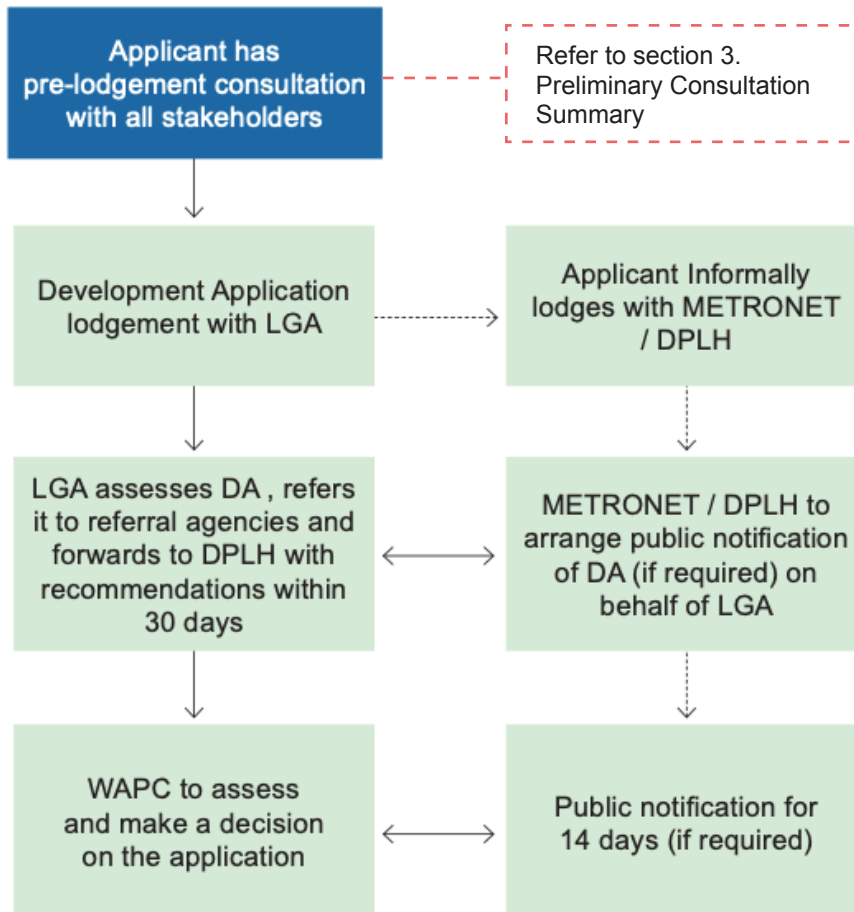 Applicant has
pre-lodgement consultation
with all stakeholders
Refer to section 3.
Preliminary Consultation
Summary
Development Application
lodgement with LGA
Applicant Informally
lodges with METRONET
/ DPLH
LGA assesses DA , refers
it to referral agencies and
forwards to DPLH with
recommendations within
30 days
METRONET / DPLH to
arrange public notification
of DA (if required) on
behalf of LGA
WAPC to assess
and make a decision
on the application
Public notification for
14 days (if required)